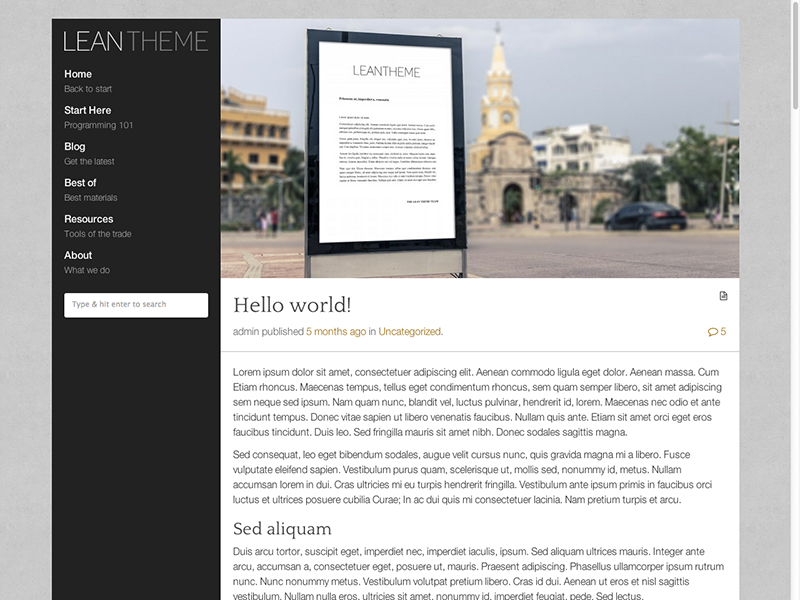 LEANTHEME
Home
Back to start
Start Here
Programming 101
Blog
Get the latest
Best of
Best materials
Resources
Tools of the trade
About
What we do
Type & hit enter to search
LEANTHEME
Hello world!
admin published 5 months ago in Uncategorized.
5
Lorem ipsum dolor sit amet, consectetuer adipiscing elit. Aenean commodo ligula eget dolor. Aenean massa. Cum
Etiam rhoncus. Maecenas tempus, tellus eget condimentum rhoncus, sem quam semper libero, sit amet adipiscing
sem neque sed ipsum. Nam quam nunc, blandit vel, luctus pulvinar, hendrerit id, lorem. Maecenas nec odio et ante
tincidunt tempus. Donec vitae sapien ut libero venenatis faucibus. Nullam quis ante. Etiam sit amet orci eget eros
faucibus tincidunt. Duis leo. Sed fringilla mauris sit amet nibh. Donec sodales sagittis magna.
Sed consequat, leo eget bibendum sodales, augue velit cursus nunc, quis gravida magna mi a libero. Fusce
vulputate eleifend sapien. Vestibulum purus quam, scelerisque ut, mollis sed, nonummy id, metus. Nullam
accumsan lorem in dui. Cras ultricies mi eu turpis hendrerit fringilla. Vestibulum ante ipsum primis in faucibus orci
luctus et ultrices posuere cubilia Curae; In ac dui quis mi consectetuer lacinia. Nam pretium turpis et arcu.
Sed aliquam
Duis arcu tortor, suscipit eget, imperdiet nec, imperdiet iaculis, ipsum. Sed aliquam ultrices mauris. Integer ante
arcu, accumsan a, consectetuer eget, posuere ut, mauris. Praesent adipiscing. Phasellus ullamcorper ipsum rutrum
nunc. Nunc nonummy metus. Vestibulum volutpat pretium libero. Cras id dui. Aenean ut eros et nisl sagittis
vestibulum. Nullam nulla eros, ultricies sit amet, nonummy id, imperdiet feugiat, pede. Sed lectus.